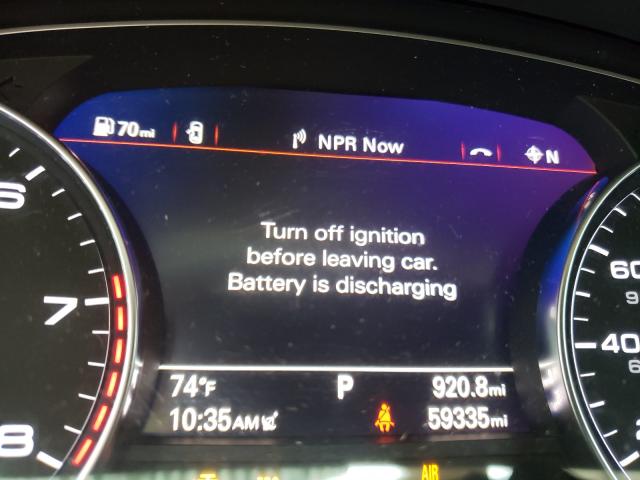 70mi NPR Now N
6
7
8
Turn off ignition
before leaving car.
Battery is discharging
74°F P 920.8mi
10:35AM 59335mi
60
40
AIR